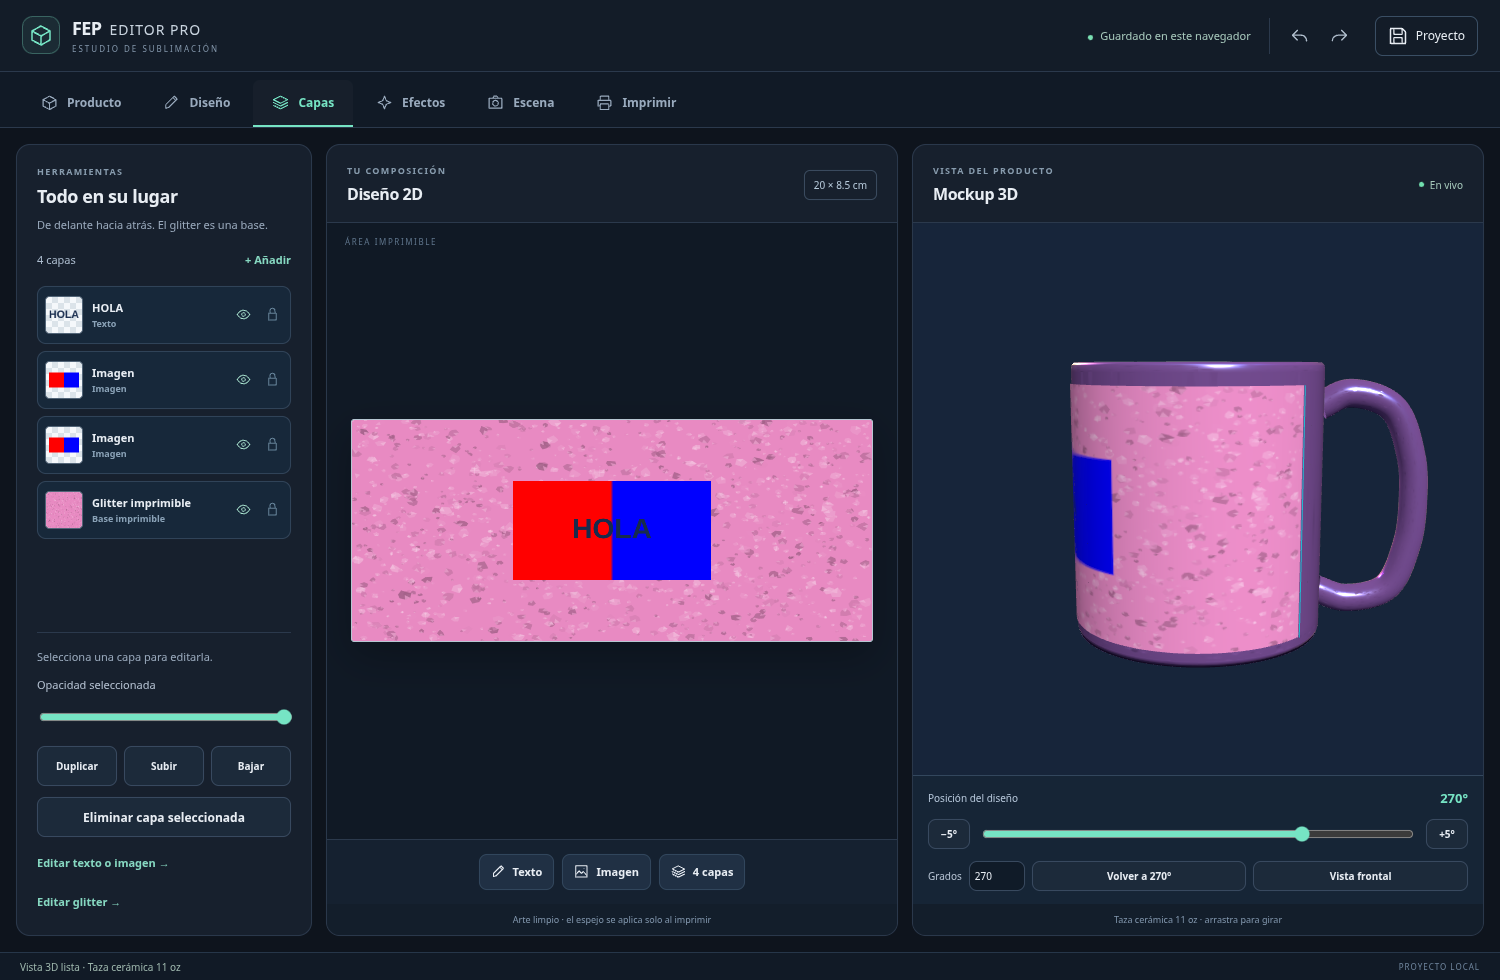 FEP EDITOR PRO
ESTUDIO DE SUBLIMACIÓN
Guardado en este navegador
Proyecto
Producto
Diseño
Capas
Efectos
Escena
Imprimir
HERRAMIENTAS
Todo en su lugar
De delante hacia atrás. El glitter es una base.
4 capas
+ Añadir
HOLA
HOLA
Texto
Imagen
Imagen
Imagen
Imagen
Glitter imprimible
Base imprimible
Selecciona una capa para editarla.
Opacidad seleccionada
Duplicar
Subir
Bajar
Eliminar capa seleccionada
Editar texto o imagen →
Editar glitter →
TU COMPOSICIÓN
Diseño 2D
20 × 8.5 cm
ÁREA IMPRIMIBLE
HOLA
Texto
Imagen
4 capas
Arte limpio · el espejo se aplica solo al imprimir
VISTA DEL PRODUCTO
Mockup 3D
En vivo
Posición del diseño
270°
−5°
+5°
Grados
270
Volver a 270°
Vista frontal
Taza cerámica 11 oz · arrastra para girar
Vista 3D lista · Taza cerámica 11 oz
PROYECTO LOCAL